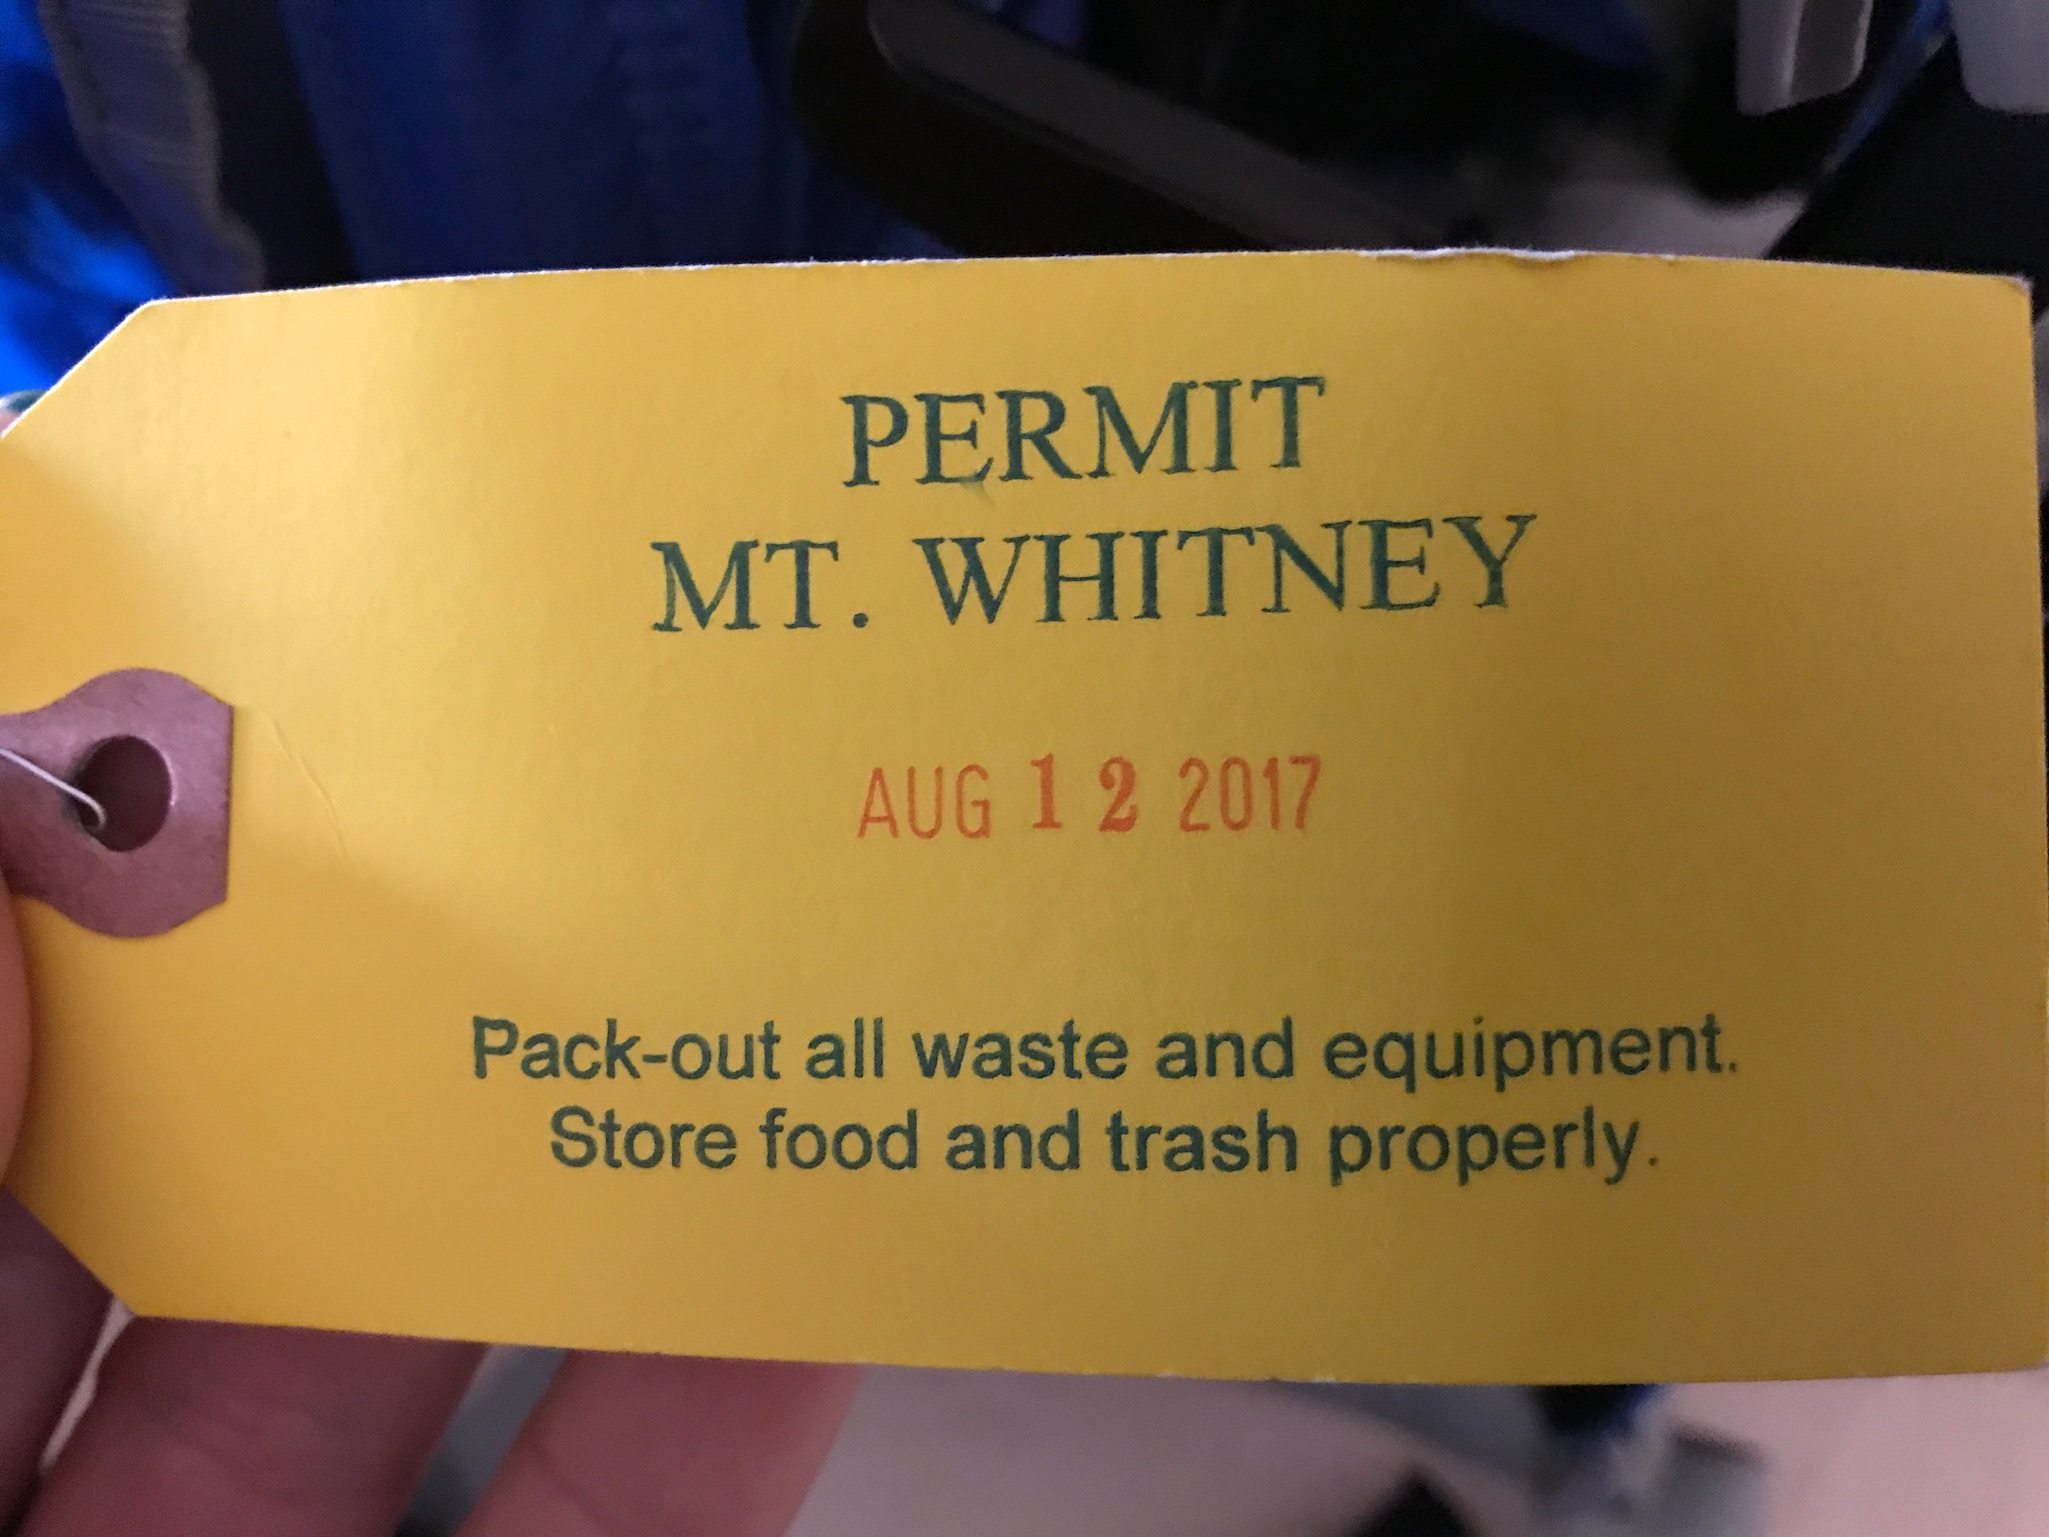 PERMIT
MT. WHITNEY
AUG 12 2017
Pack-out all waste and equipment.
Store food and trash properly.